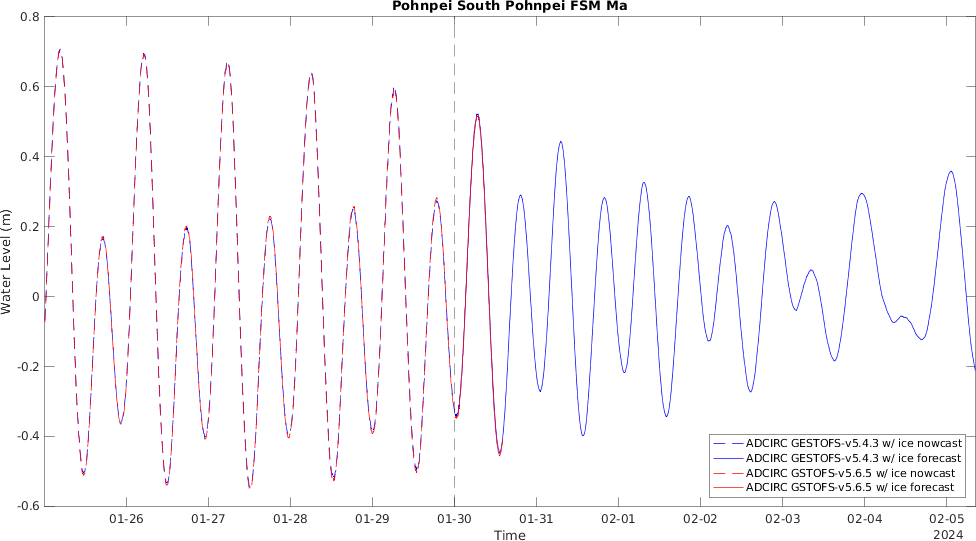 Pohnpei South Pohnpei FSM Ma
Water Level (m)
0.8
0.6
0.4
0.2
0
-0.2
-0.4
-0.6
ADCIRC GESTOFS-v5.4.3 w/ ice nowcast
ADCIRC GESTOFS-v5.4.3 w/ ice forecast
ADCIRC GSTOFS-v5.6.5 w/ ice nowcast
ADCIRC GSTOFS-v5.6.5 w/ ice forecast
01-26 01-27 01-28 01-29 01-30 01-31 02-01 02-02 02-03 02-04 02-05
Time
2024